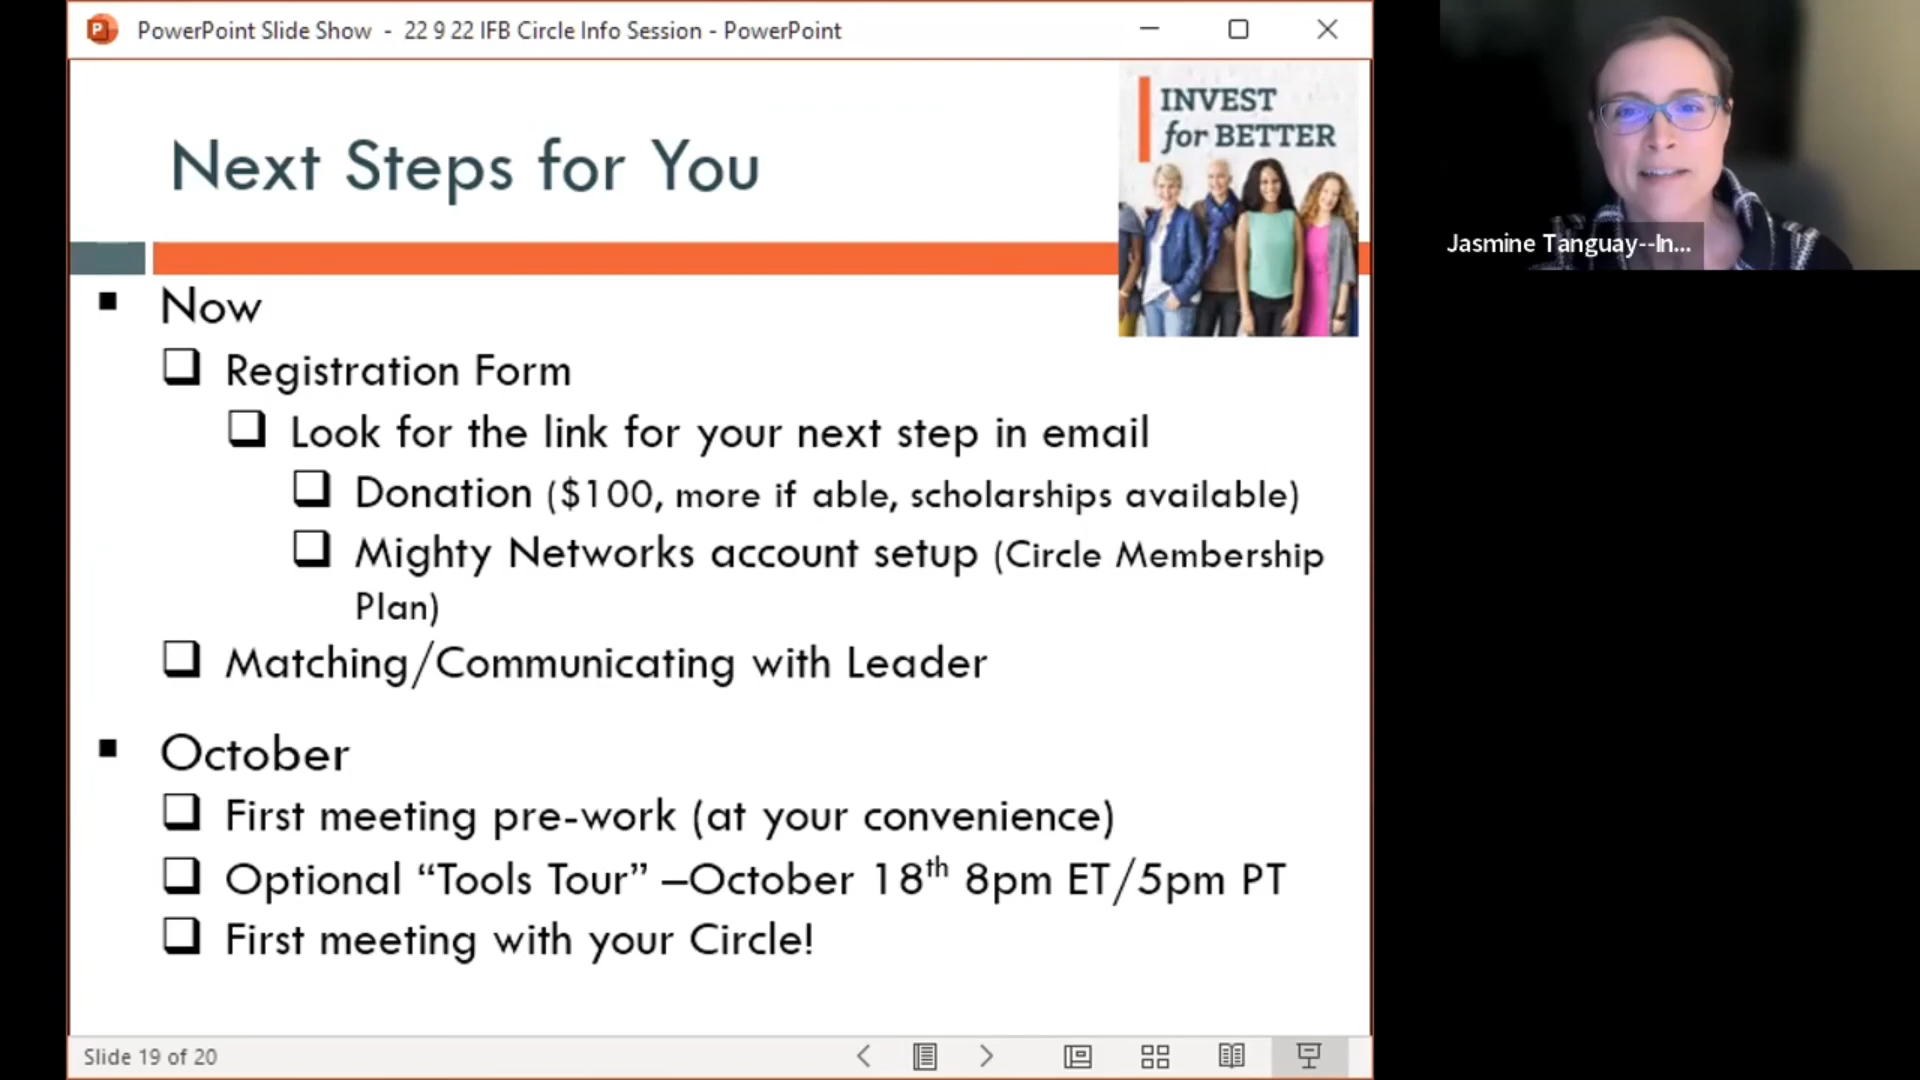 PowerPoint Slide Show - 22 9 22 IFB Circle Info Session - PowerPoint
INVEST
for BETTER
Next Steps for You
Jasmine Tanguay--In...
Now
Registration Form
Look for the link for your next step in email
Donation ($100, more if able, scholarships available)
Mighty Networks account setup (Circle Membership
Plan)
Matching/Communicating with Leader
October
First meeting pre-work (at your convenience)
Optional “Tools Tour” –October 18th 8pm ET/5pm PT
First meeting with your Circle!
Slide 19 of 20